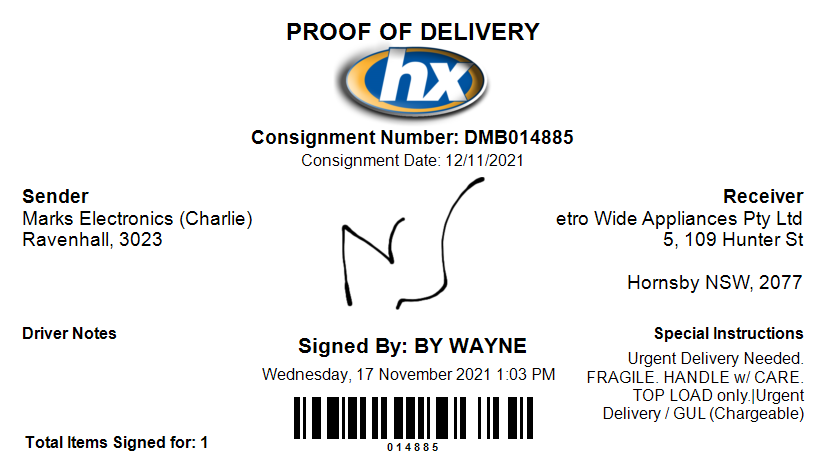 PROOF OF DELIVERY
hx
Consignment Number: DMB014885
Consignment Date: 12/11/2021
Sender
Marks Electronics (Charlie)
Ravenhall, 3023
Receiver
etro Wide Appliances Pty Ltd
5, 109 Hunter St
Hornsby NSW, 2077
NS
Driver Notes
Signed By: BY WAYNE
Wednesday, 17 November 2021 1:03 PM
Special Instructions
Urgent Delivery Needed.
FRAGILE. HANDLE w/ CARE.
TOP LOAD only.|Urgent
Delivery / GUL (Chargeable)
014885
Total Items Signed for: 1